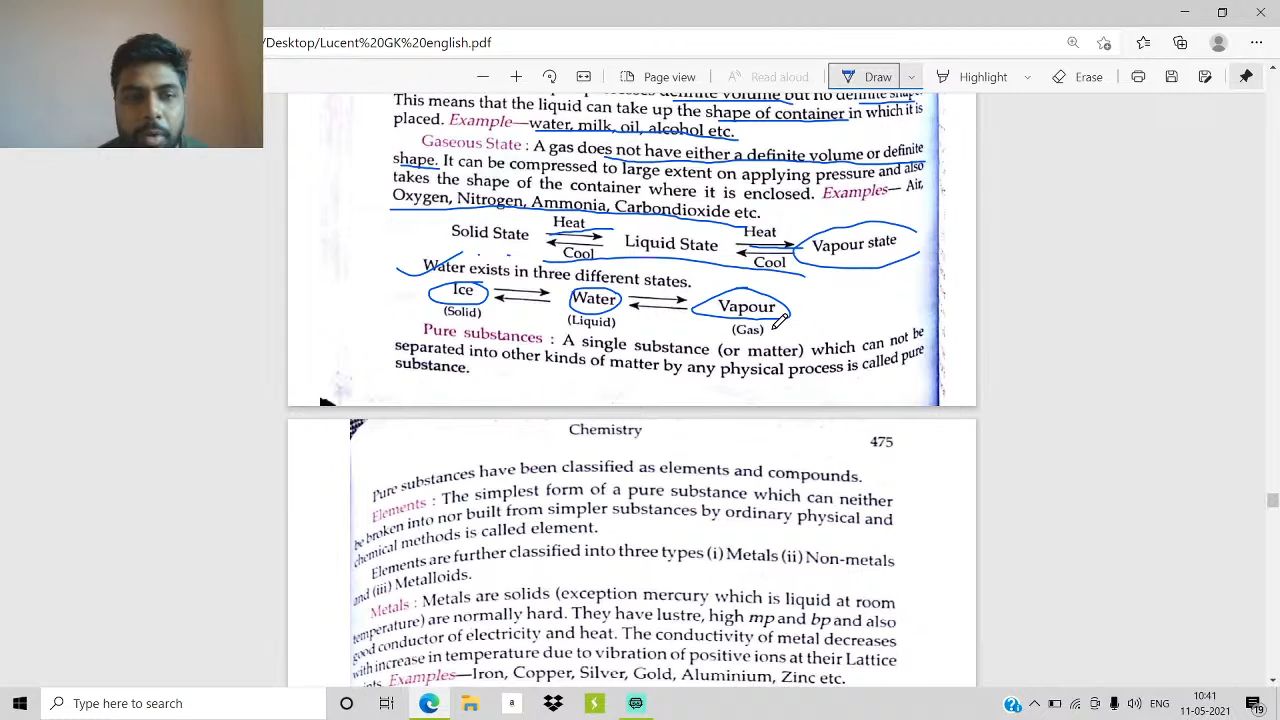 /Desktop/Lucent%20GK%20english.pdf
Page view
Read aloud
Draw
Highlight
Erase
definite volume but no definite shape.
This means that the liquid can take up the shape of container in which it is
placed. Example—water, milk, oil, alcohol etc.
Gaseous State : A gas does not have either a definite volume or definite
shape. It can be compressed to large extent on applying pressure and also
takes the shape of the container where it is enclosed. Examples— Air,
Oxygen, Nitrogen, Ammonia, Carbondioxide etc.
Solid State Heat Cool Liquid State Heat Cool Vapour state
Water exists in three different states.
Ice Water Vapour
(Solid) (Liquid) (Gas)
Pure substances : A single substance (or matter) which can not be
separated into other kinds of matter by any physical process is called pure
substance.
Chemistry
475
Pure substances have been classified as elements and compounds.
Elements : The simplest form of a pure substance which can neither
be broken into nor built from simpler substances by ordinary physical and
chemical methods is called element.
Elements are further classified into three types (i) Metals (ii) Non-metals
and (iii) Metalloids.
Metals : Metals are solids (exception mercury which is liquid at room
temperature) are normally hard. They have lustre, high mp and bp and also
good conductor of electricity and heat. The conductivity of metal decreases
with increase in temperature due to vibration of positive ions at their Lattice
Examples—Iron, Copper, Silver, Gold, Aluminium, Zinc etc.
Type here to search
a
ENG
10:41
11-05-2021
19